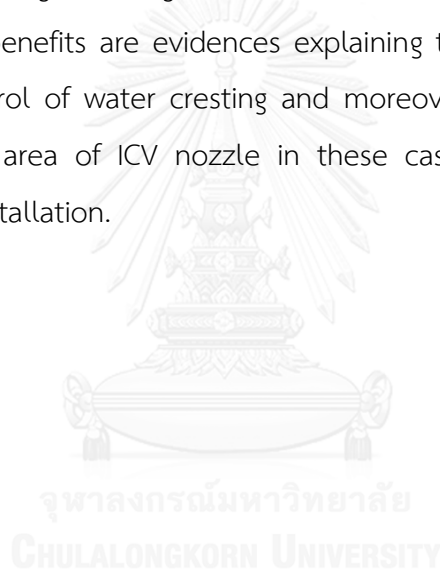 enefits are evidences explaining t
rol of water cresting and moreov
area of ICV nozzle in these cas
tallation.
จุฬาลงกรณ์มหาวิทยาลัย
CHULALONGKORN UNIVERSITY